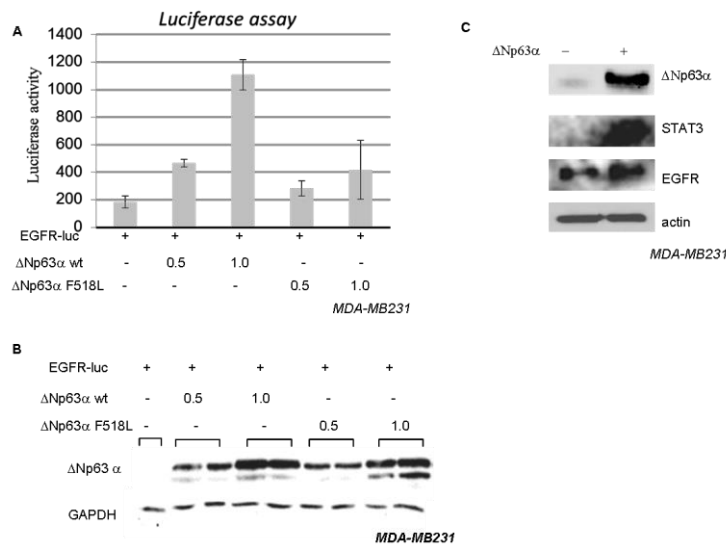 A
Luciferase assay
Luciferase activity
1400
1200
1000
800
600
400
200
0
EGFR-luc + + + + +
ΔNp63α wt - 0.5 1.0 - -
ΔNp63α F518L - - - 0.5 1.0
MDA-MB231
B
EGFR-luc + + + + +
ΔNp63α wt - 0.5 1.0 - -
ΔNp63α F518L - - - 0.5 1.0
ΔNp63 α
GAPDH
MDA-MB231
C
ΔNp63α − +
ΔNp63α
STAT3
EGFR
actin
MDA-MB231